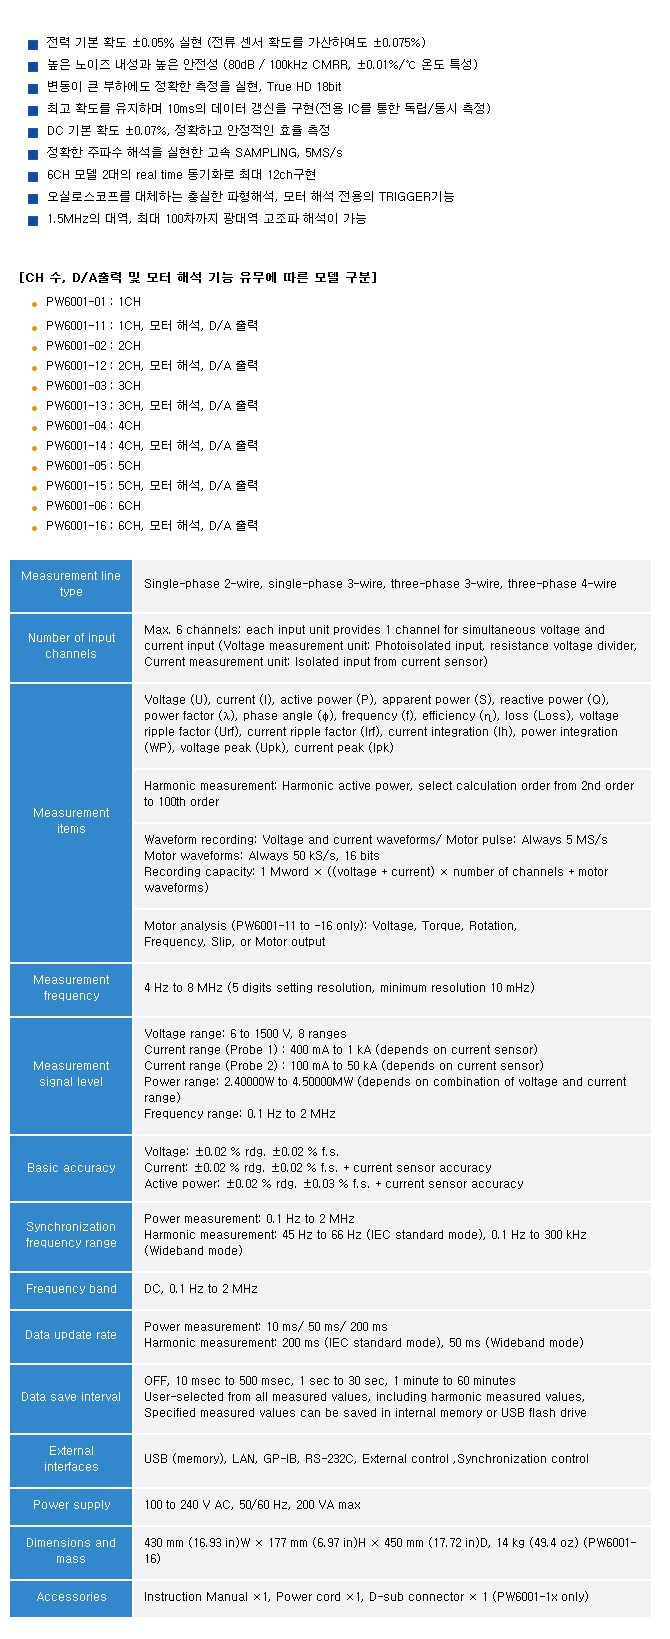 전력 기본 확도 ±0.05% 실현 (전류 센서 확도를 가산하여도 ±0.075%)
높은 노이즈 내성과 높은 안전성 (80dB / 100kHz CMRR, ±0.01%/℃ 온도 특성)
변동이 큰 부하에도 정확한 측정을 실현, True HD 18bit
최고 확도를 유지하며 10ms의 데이터 갱신을 구현(전용 IC를 통한 독립/동시 측정)
DC 기본 확도 ±0.07%, 정확하고 안정적인 효율 측정
정확한 주파수 해석을 실현한 고속 SAMPLING, 5MS/s
6CH 모델 2대의 real time 동기화로 최대 12ch구현
오실로스코프를 대체하는 충실한 파형해석, 모터 해석 전용의 TRIGGER기능
1.5MHz의 대역, 최대 100차까지 광대역 고조파 해석이 가능
[CH 수, D/A출력 및 모터 해석 기능 유무에 따른 모델 구분]
PW6001-01 : 1CH
PW6001-11 : 1CH, 모터 해석, D/A 출력
PW6001-02 : 2CH
PW6001-12 : 2CH, 모터 해석, D/A 출력
PW6001-03 : 3CH
PW6001-13 : 3CH, 모터 해석, D/A 출력
PW6001-04 : 4CH
PW6001-14 : 4CH, 모터 해석, D/A 출력
PW6001-05 : 5CH
PW6001-15 : 5CH, 모터 해석, D/A 출력
PW6001-06 : 6CH
PW6001-16 : 6CH, 모터 해석, D/A 출력
Measurement line
type
Single-phase 2-wire, single-phase 3-wire, three-phase 3-wire, three-phase 4-wire
Number of input
channels
Max. 6 channels; each input unit provides 1 channel for simultaneous voltage and
current input (Voltage measurement unit: Photoisolated input, resistance voltage divider,
Current measurement unit: Isolated input from current sensor)
Measurement
items
Voltage (U), current (I), active power (P), apparent power (S), reactive power (Q),
power factor (λ), phase angle (φ), frequency (f), efficiency (η), loss (Loss), voltage
ripple factor (Urf), current ripple factor (Irf), current integration (Ih), power integration
(WP), voltage peak (Upk), current peak (Ipk)
Harmonic measurement: Harmonic active power, select calculation order from 2nd order
to 100th order
Waveform recording: Voltage and current waveforms/ Motor pulse: Always 5 MS/s
Motor waveforms: Always 50 kS/s, 16 bits
Recording capacity: 1 Mword × ((voltage + current) × number of channels + motor
waveforms)
Motor analysis (PW6001-11 to -16 only): Voltage, Torque, Rotation,
Frequency, Slip, or Motor output
Measurement
frequency
4 Hz to 8 MHz (5 digits setting resolution, minimum resolution 10 mHz)
Measurement
signal level
Voltage range: 6 to 1500 V, 8 ranges
Current range (Probe 1) : 400 mA to 1 kA (depends on current sensor)
Current range (Probe 2) : 100 mA to 50 kA (depends on current sensor)
Power range: 2.40000W to 4.50000MW (depends on combination of voltage and current
range)
Frequency range: 0.1 Hz to 2 MHz
Basic accuracy
Voltage: ±0.02 % rdg. ±0.02 % f.s.
Current: ±0.02 % rdg. ±0.02 % f.s. + current sensor accuracy
Active power: ±0.02 % rdg. ±0.03 % f.s. + current sensor accuracy
Synchronization
frequency range
Power measurement: 0.1 Hz to 2 MHz
Harmonic measurement: 45 Hz to 66 Hz (IEC standard mode), 0.1 Hz to 300 kHz
(Wideband mode)
Frequency band
DC, 0.1 Hz to 2 MHz
Data update rate
Power measurement: 10 ms/ 50 ms/ 200 ms
Harmonic measurement: 200 ms (IEC standard mode), 50 ms (Wideband mode)
Data save interval
OFF, 10 msec to 500 msec, 1 sec to 30 sec, 1 minute to 60 minutes
User-selected from all measured values, including harmonic measured values,
Specified measured values can be saved in internal memory or USB flash drive
External
interfaces
USB (memory), LAN, GP-IB, RS-232C, External control ,Synchronization control
Power supply
100 to 240 V AC, 50/60 Hz, 200 VA max
Dimensions and
mass
430 mm (16.93 in)W × 177 mm (6.97 in)H × 450 mm (17.72 in)D, 14 kg (49.4 oz) (PW6001-
16)
Accessories
Instruction Manual ×1, Power cord ×1, D-sub connector × 1 (PW6001-1x only)